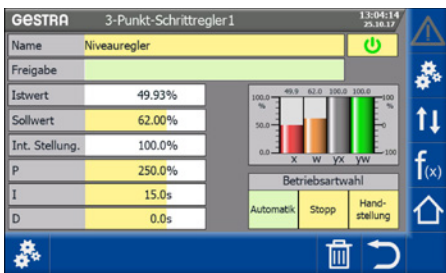 GESTRA 3-Punkt-Schrittregler1 13:04:14
25.10.17
Name Niveauregler
Freigabe
Istwert 49.93%
Sollwert 62.00%
Int. Stellung. 100.0%
P 250.0%
I 15.0s
D 0.0s
49.9 62.0 100.0 100.0
100.0 100
% %
50.0
0.0 0
X W YX YW
Betriebsartwahl
Automatik Stopp Hand-
stellung
f(x)